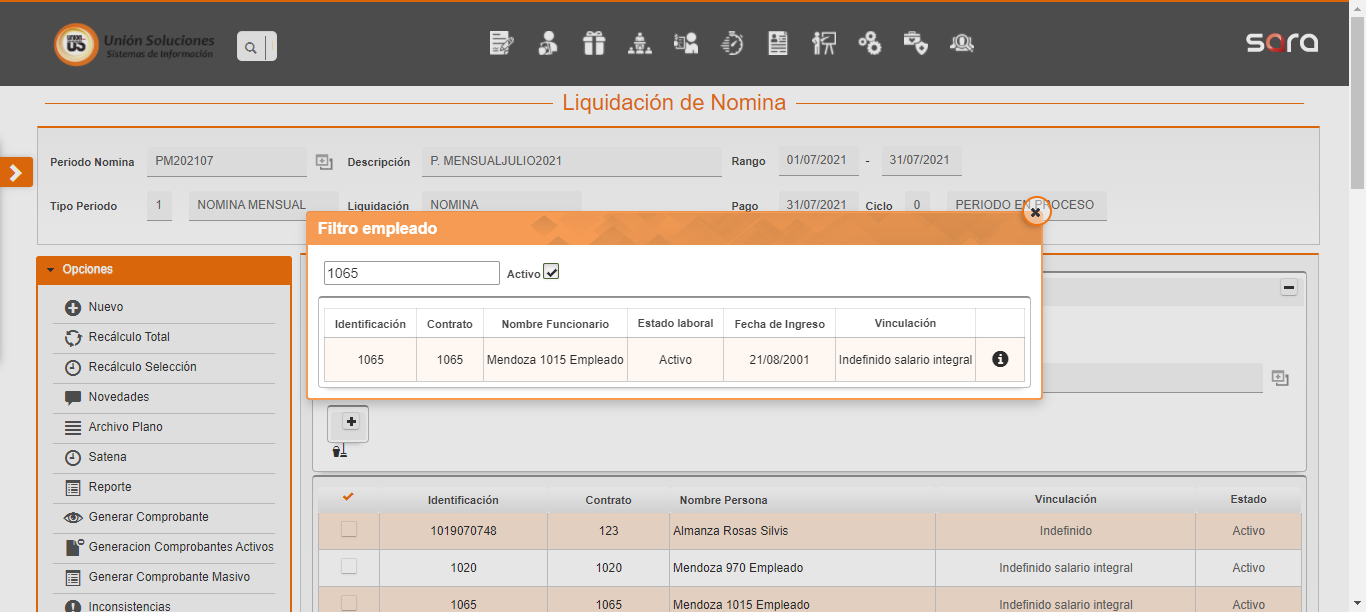 Unión Soluciones
Sistemas de Información
sara
Liquidación de Nomina
Periodo Nomina PM202107 Descripción P. MENSUALJULIO2021 Rango 01/07/2021 - 31/07/2021
Tipo Periodo 1 NOMINA MENSUAL Liquidación NOMINA Pago 31/07/2021 Ciclo 0 PERIODO EN PROCESO
Filtro empleado
1065 Activo
Identificación Contrato Nombre Funcionario Estado laboral Fecha de Ingreso Vinculación
1065 1065 Mendoza 1015 Empleado Activo 21/08/2001 Indefinido salario integral
Opciones
Nuevo
Recálculo Total
Recálculo Selección
Novedades
Archivo Plano
Satena
Reporte
Generar Comprobante
Generacion Comprobantes Activos
Generar Comprobante Masivo
Inconsistencias
Identificación Contrato Nombre Persona Vinculación Estado
1019070748 123 Almanza Rosas Silvis Indefinido Activo
1020 1020 Mendoza 970 Empleado Indefinido salario integral Activo
1065 1065 Mendoza 1015 Empleado Indefinido salario integral Activo